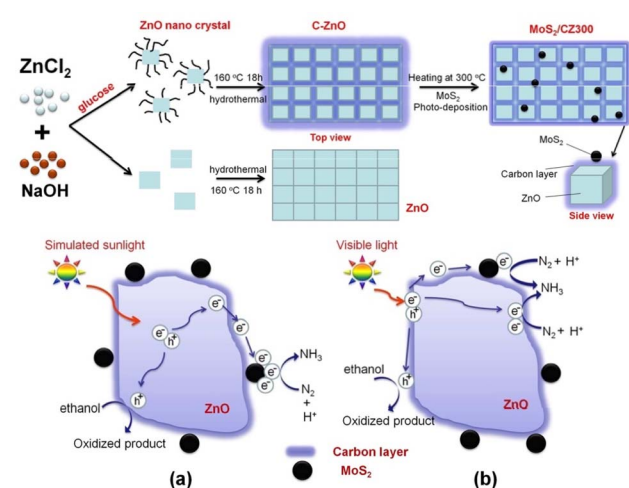 ZnO nano crystal
C-ZnO
MoS₂/CZ300
ZnCl₂
+
NaOH
glucose
160 °C 18h
hydrothermal
Heating at 300 °C
MoS₂
Photo-deposition
Top view
hydrothermal
160 °C 18 h
ZnO
MoS₂
Carbon layer
ZnO
Side view
Simulated sunlight
e⁻
e⁻
e⁻
h⁺
e⁻
e⁻
e⁻
NH₃
N₂
+
H⁺
ethanol
h⁺
ZnO
Oxidized product
(a)
Visible light
e⁻
e⁻
N₂ + H⁺
NH₃
e⁻
h⁺
e⁻
e⁻
N₂ + H⁺
ethanol
h⁺
ZnO
Oxidized product
(b)
Carbon layer
MoS₂